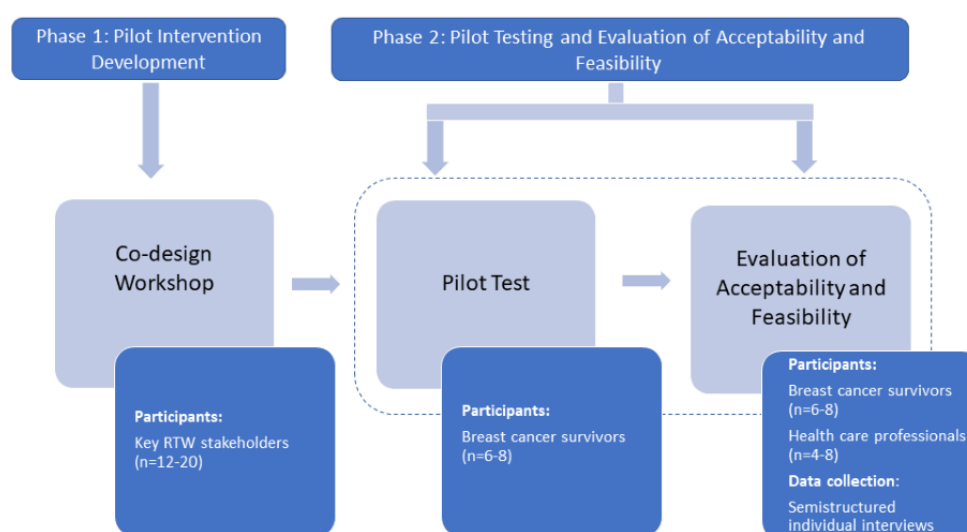 Phase 1: Pilot Intervention
Development
Phase 2: Pilot Testing and Evaluation of Acceptability and
Feasibility
Co-design
Workshop
Pilot Test
Evaluation of
Acceptability and
Feasibility
Participants:
Key RTW stakeholders
(n=12-20)
Participants:
Breast cancer survivors
(n=6-8)
Participants:
Breast cancer survivors
(n=6-8)
Health care professionals
(n=4-8)
Data collection:
Semistructured
individual interviews